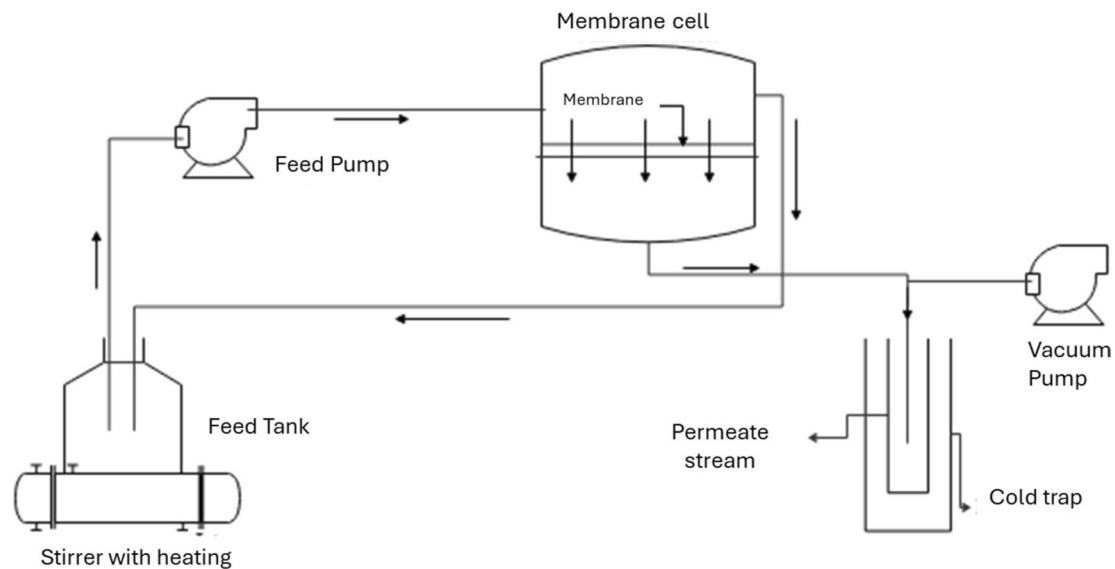 Membrane cell
Membrane
Feed Pump
Vacuum
Pump
Feed Tank
Permeate
stream
Cold trap
Stirrer with heating